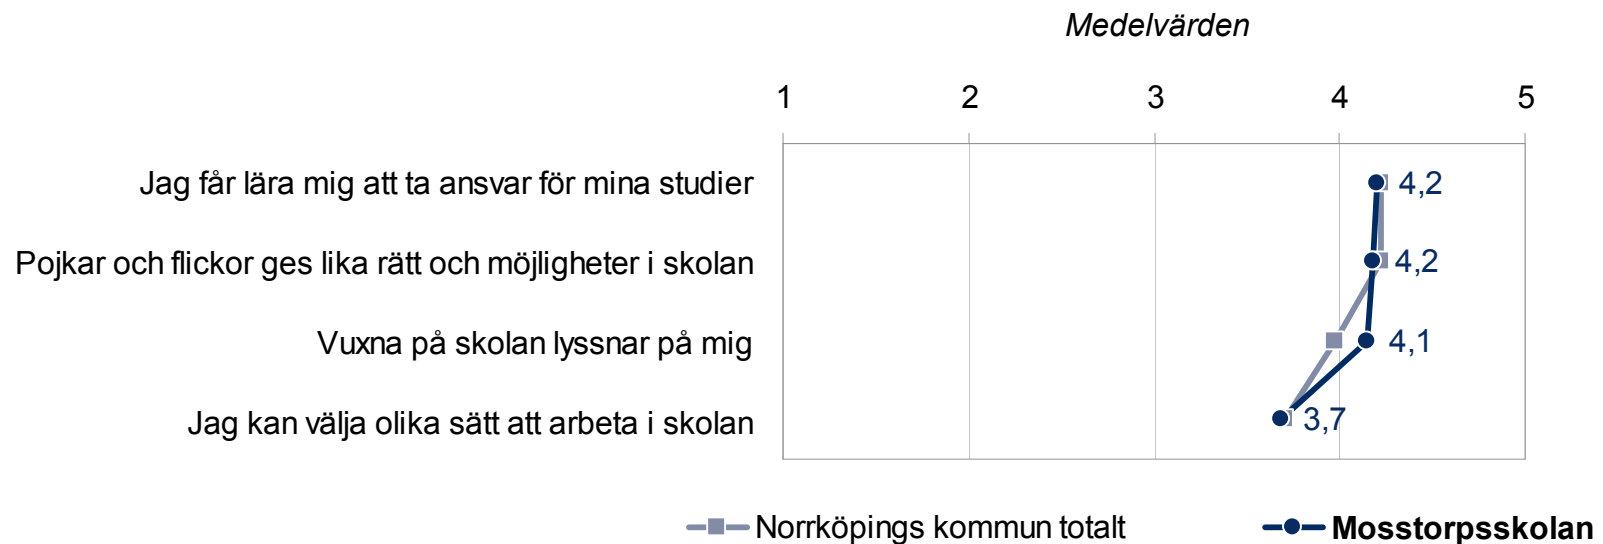 Medelvärden
1 2 3 4 5
Jag får lära mig att ta ansvar för mina studier 4,2
Pojkar och flickor ges lika rätt och möjligheter i skolan 4,2
Vuxna på skolan lyssnar på mig 4,1
Jag kan välja olika sätt att arbeta i skolan 3,7
Norrköpings kommun totalt Mosstorpsskolan